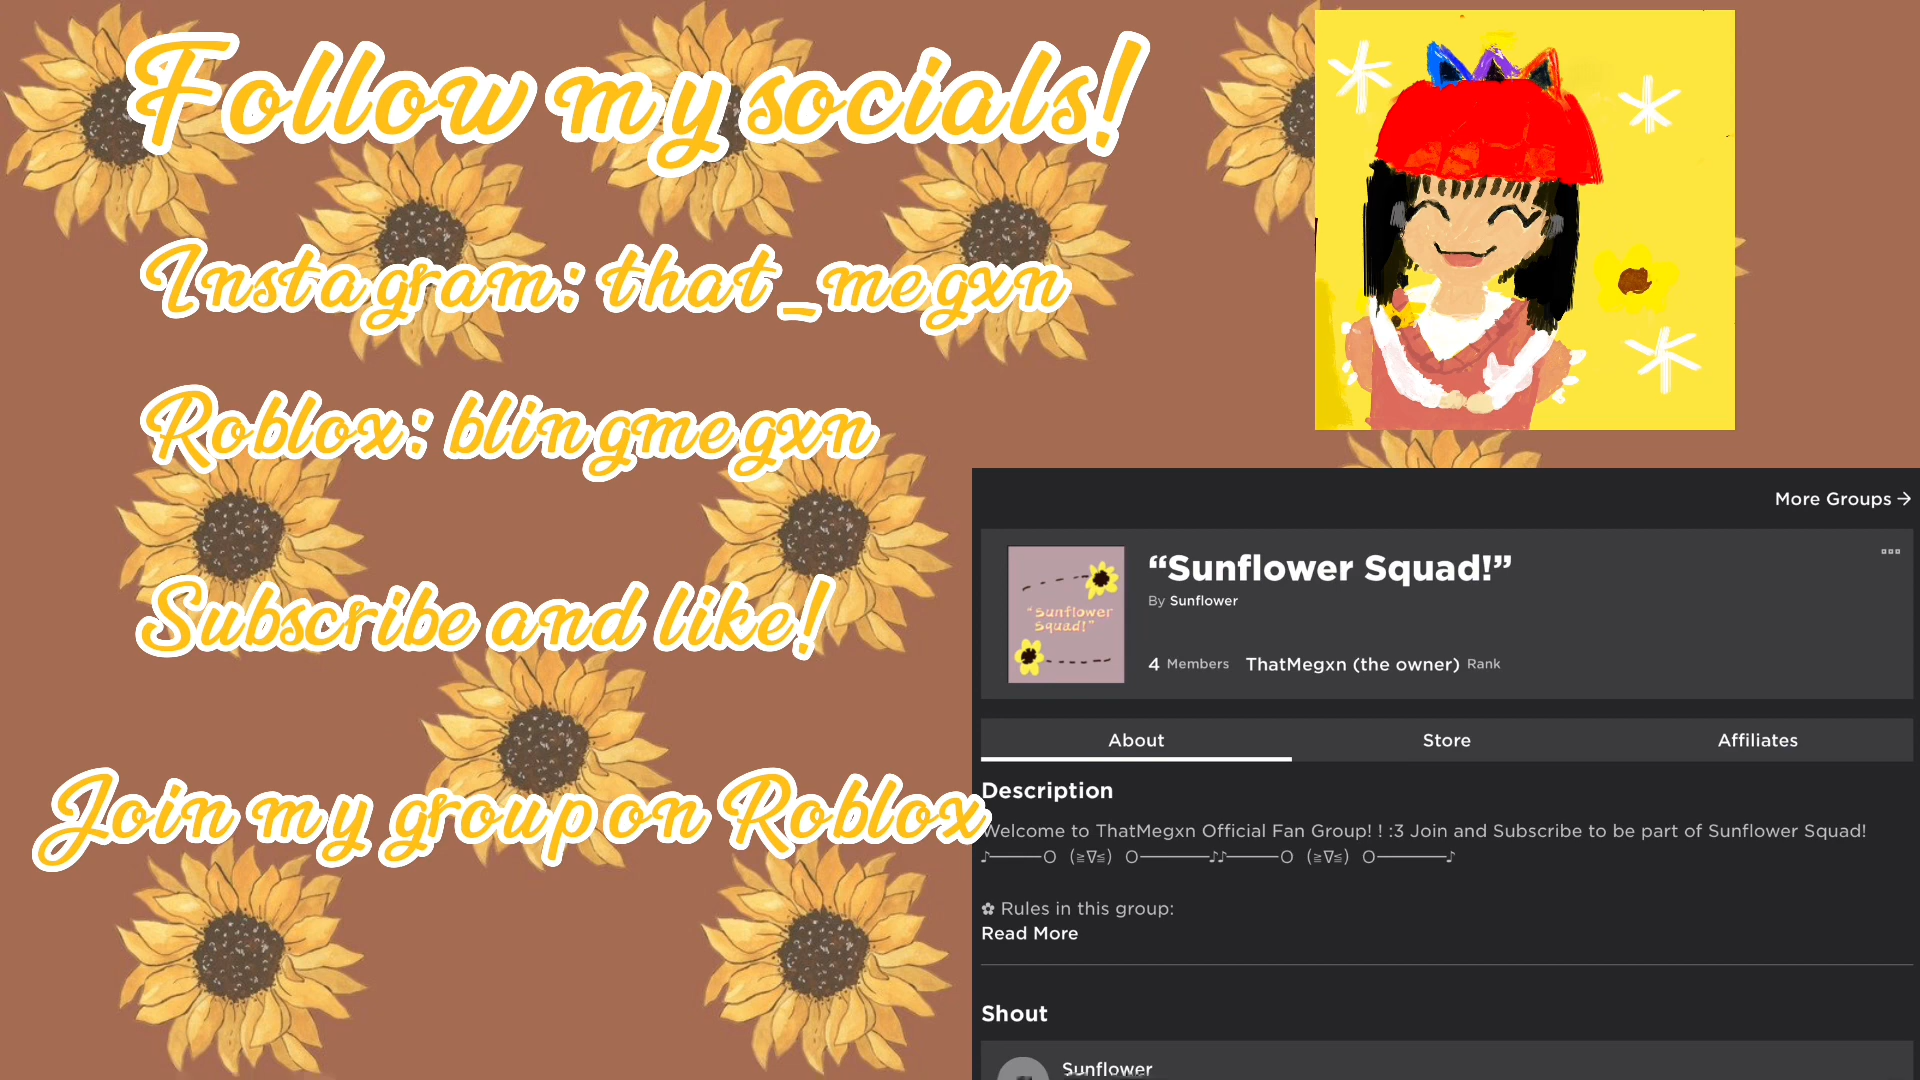 Follow my socials!
Instagram: that_megxn
Roblox: blingmegxn
Subscribe and like!
Join my group on Roblox
More Groups →
“Sunflower Squad!”
By Sunflower
4 Members ThatMegxn (the owner) Rank
"Sunflower
Squad!"
About Store Affiliates
Description
Welcome to ThatMegxn Official Fan Group! ! :3 Join and Subscribe to be part of Sunflower Squad!
♪———O（≧∇≦）O————♪♪———O（≧∇≦）O————♪
✿ Rules in this group:
Read More
Shout
Sunflower